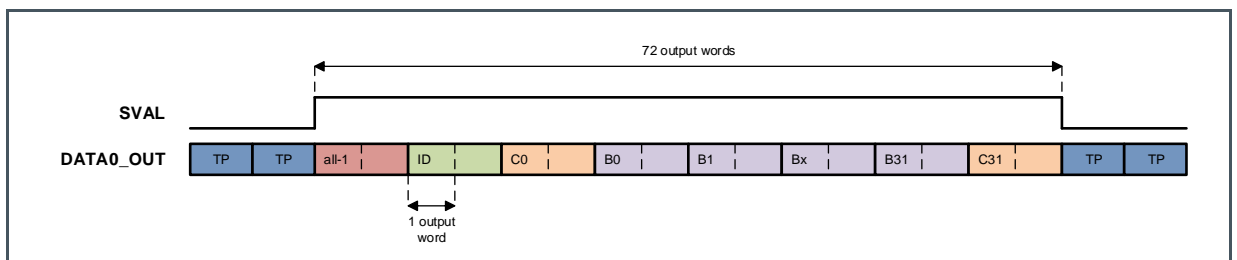 72 output words
SVAL
DATA0_OUT TP TP all-1 ID C0 B0 B1 Bx B31 C31 TP TP
1 output
word